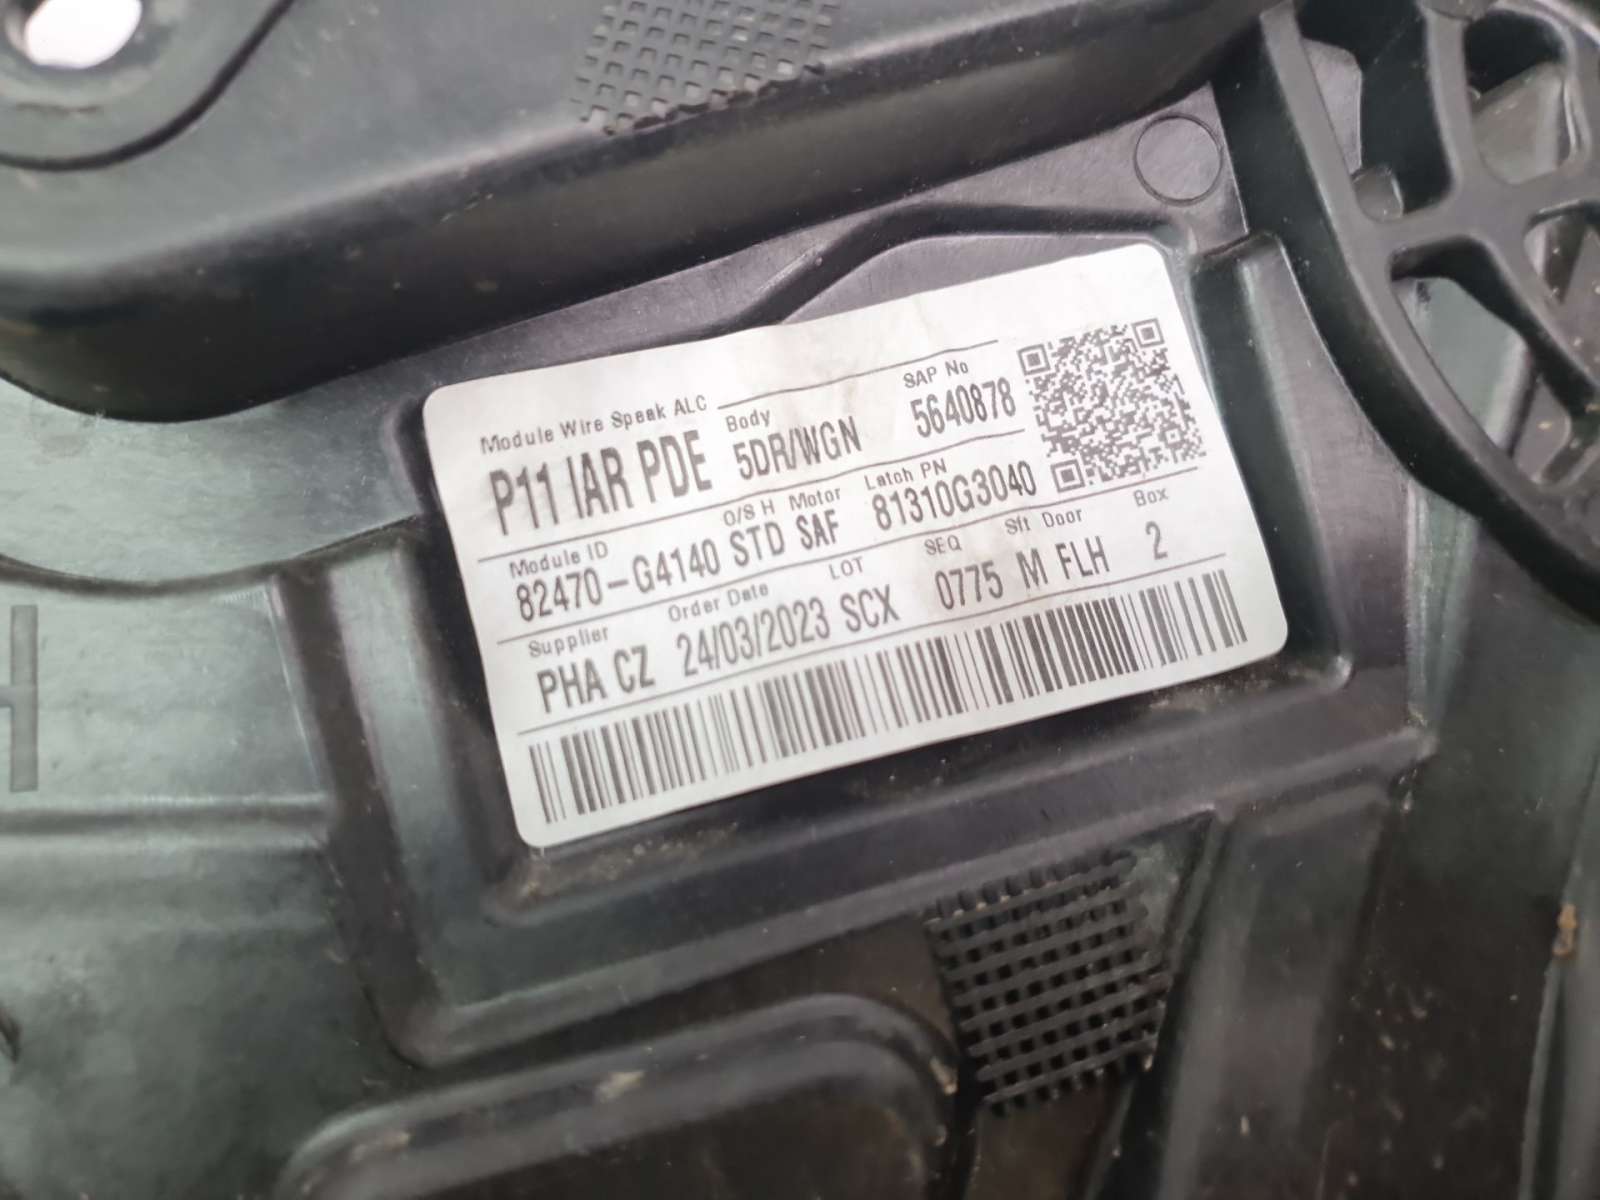 Module Wire Speak ALC
Body
SAP No
P11 IAR PDE 5DR/WGN 5640878
Module ID
O/S H Motor
Latch PN
82470-G4140 STD SAF 81310G3040
Supplier
Order Date
LOT
SEQ
Sft Door
Box
PHA CZ 24/03/2023 SCX 0775 M FLH 2